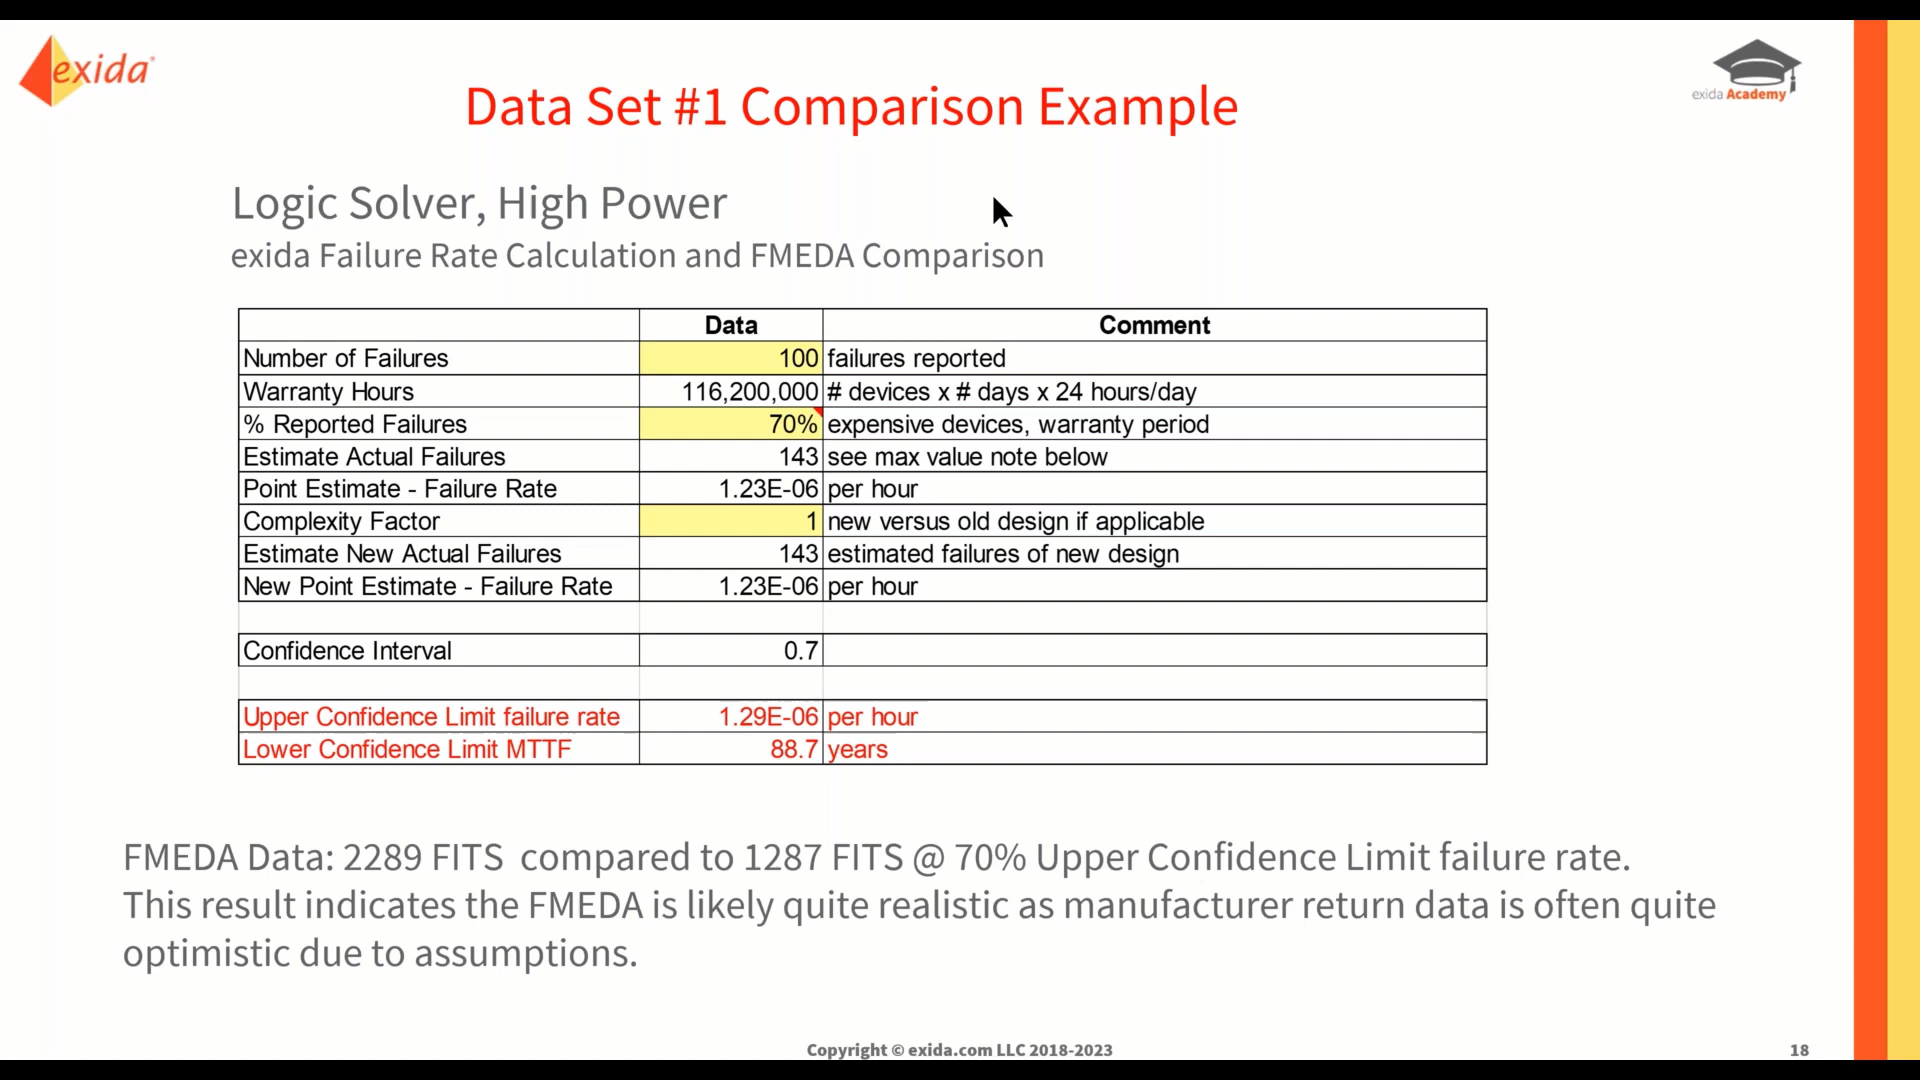 exida
exida Academy
Data Set #1 Comparison Example
Logic Solver, High Power
exida Failure Rate Calculation and FMEDA Comparison
Data Comment
Number of Failures 100 failures reported
Warranty Hours 116,200,000 # devices x # days x 24 hours/day
% Reported Failures 70% expensive devices, warranty period
Estimate Actual Failures 143 see max value note below
Point Estimate - Failure Rate 1.23E-06 per hour
Complexity Factor 1 new versus old design if applicable
Estimate New Actual Failures 143 estimated failures of new design
New Point Estimate - Failure Rate 1.23E-06 per hour
Confidence Interval 0.7
Upper Confidence Limit failure rate 1.29E-06 per hour
Lower Confidence Limit MTTF 88.7 years
FMEDA Data: 2289 FITS compared to 1287 FITS @ 70% Upper Confidence Limit failure rate.
This result indicates the FMEDA is likely quite realistic as manufacturer return data is often quite
optimistic due to assumptions.
Copyright © exida.com LLC 2018-2023
18